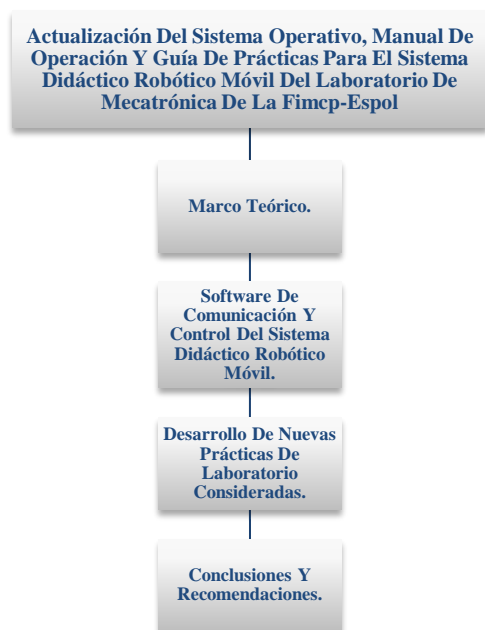 Actualización Del Sistema Operativo, Manual De
Operación Y Guía De Prácticas Para El Sistema
Didáctico Robótico Móvil Del Laboratorio De
Mecatrónica De La Fimcp-Espol
Marco Teórico.
Software De
Comunicación Y
Control Del Sistema
Didáctico Robótico
Móvil.
Desarrollo De Nuevas
Prácticas De
Laboratorio
Consideradas.
Conclusiones Y
Recomendaciones.